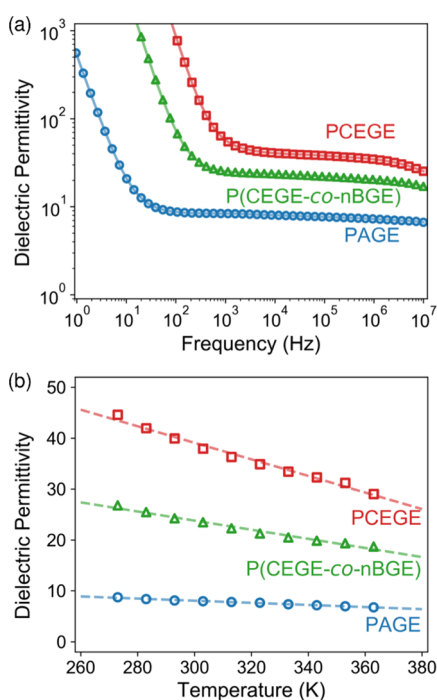 (a)
Dielectric Permittivity
10³
10²
10¹
10⁰
PCEGE
P(CEGE-co-nBGE)
PAGE
10⁰ 10¹ 10² 10³ 10⁴ 10⁵ 10⁶ 10⁷
Frequency (Hz)
(b)
Dielectric Permittivity
50
40
30
20
10
0
PCEGE
P(CEGE-co-nBGE)
PAGE
260 280 300 320 340 360 380
Temperature (K)